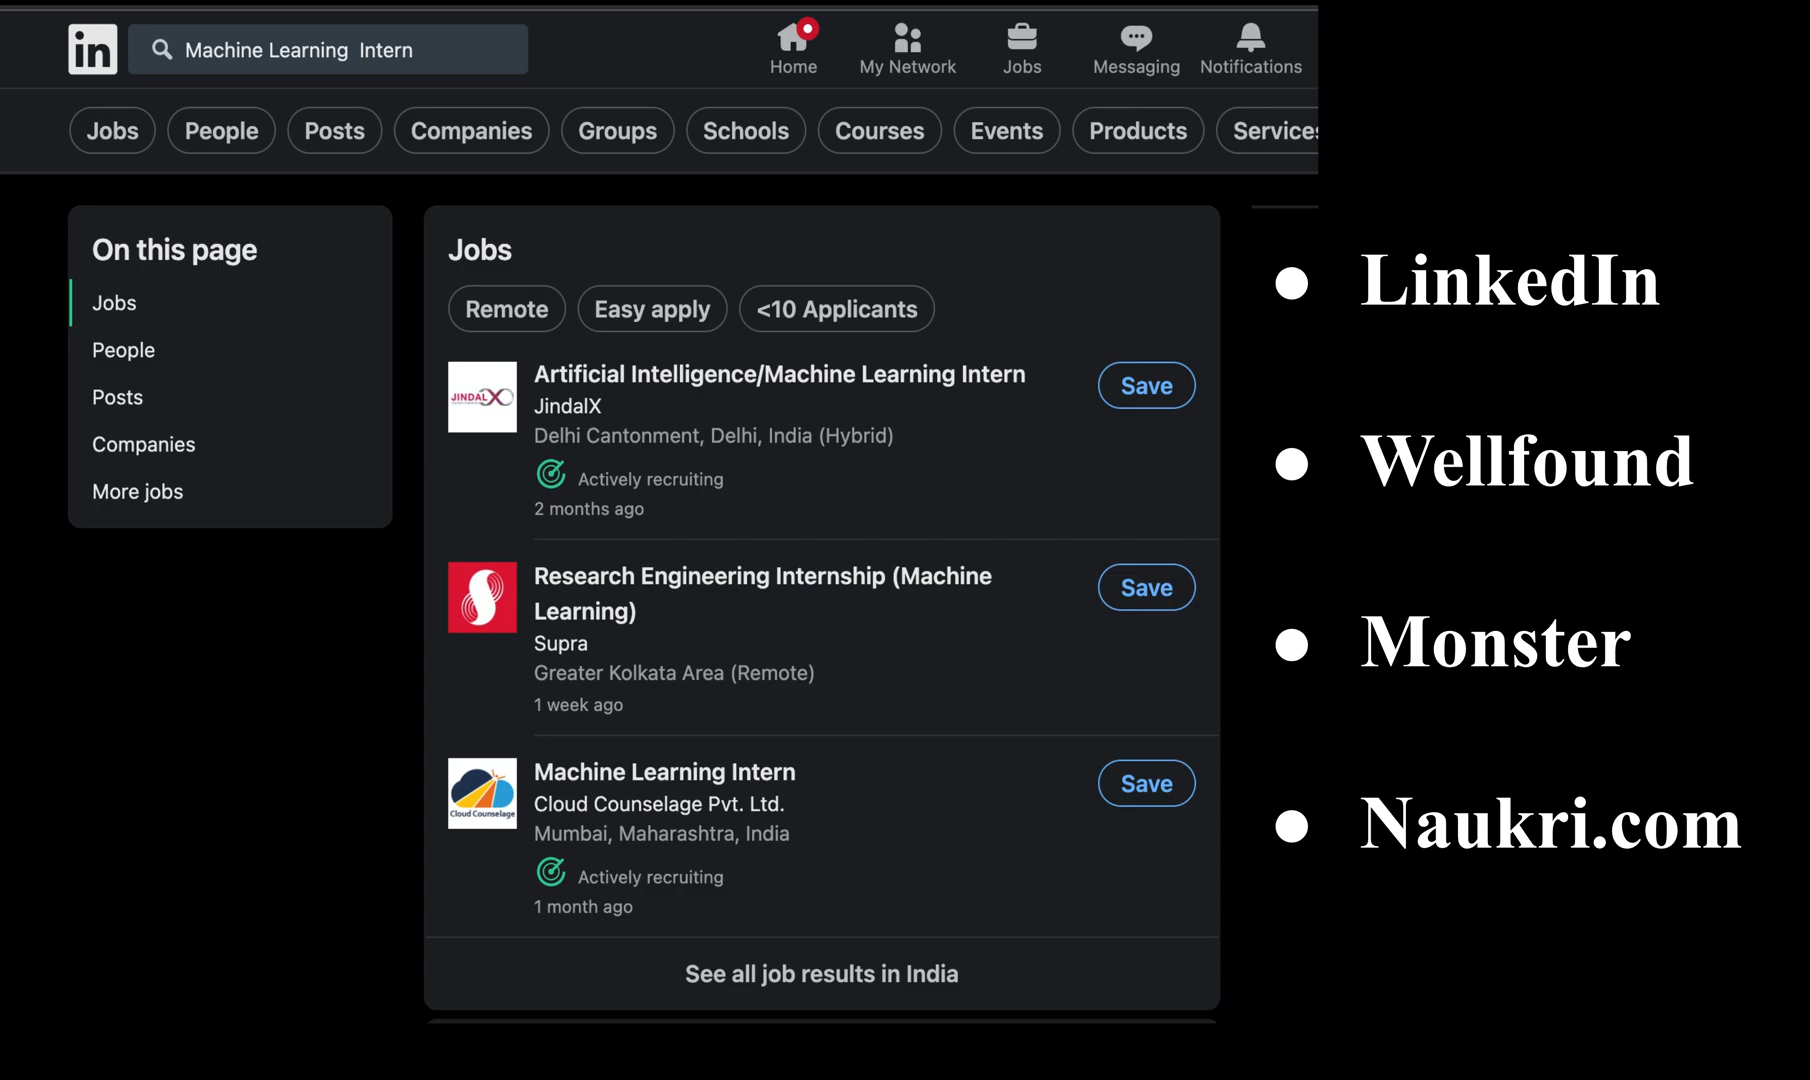 in
Machine Learning Intern
Home
My Network
Jobs
Messaging
Notifications
Jobs
People
Posts
Companies
Groups
Schools
Courses
Events
Products
Services
On this page
Jobs
People
Posts
Companies
More jobs
Jobs
Remote
Easy apply
<10 Applicants
JINDALX
Artificial Intelligence/Machine Learning Intern
JindalX
Delhi Cantonment, Delhi, India (Hybrid)
Actively recruiting
2 months ago
Save
Research Engineering Internship (Machine
Learning)
Supra
Greater Kolkata Area (Remote)
1 week ago
Save
Cloud Counselage
Machine Learning Intern
Cloud Counselage Pvt. Ltd.
Mumbai, Maharashtra, India
Actively recruiting
1 month ago
Save
See all job results in India
• LinkedIn
• Wellfound
• Monster
• Naukri.com